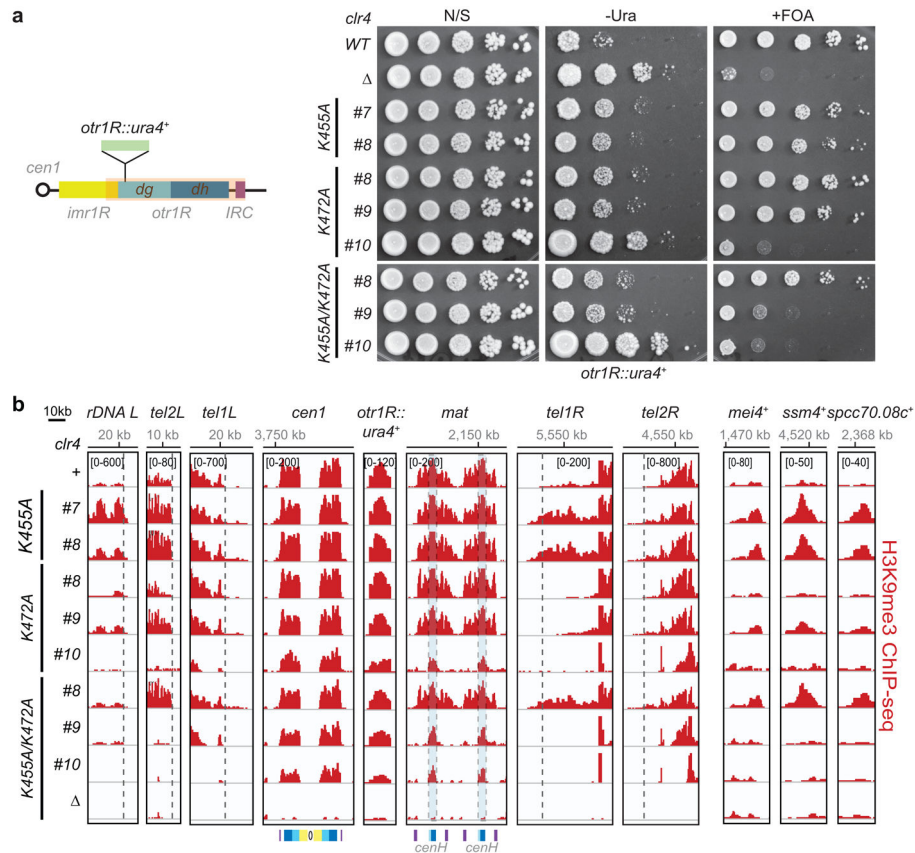 a
clr4
N/S
-Ura
+FOA
WT
Δ
K455A
#7
#8
K472A
#8
#9
#10
K455A/K472A
#8
#9
#10
otr1R::ura4+
cen1
dg
dh
imr1R
otr1R
IRC
otr1R::ura4+
b
10kb
rDNA L
tel2L
tel1L
cen1
otr1R::
ura4+
mat
tel1R
tel2R
mei4+
ssm4+
spcc70.08c+
clr4
20 kb
10 kb
20 kb
3,750 kb
2,150 kb
5,550 kb
4,550 kb
1,470 kb
4,520 kb
2,368 kb
[0-600]
[0-80]
[0-700]
[0-200]
[0-120]
[0-200]
[0-200]
[0-800]
[0-80]
[0-50]
[0-40]
+
K455A
#7
#8
K472A
#8
#9
#10
K455A/K472A
#8
#9
#10
Δ
H3K9me3 ChIP-seq
cenH
cenH